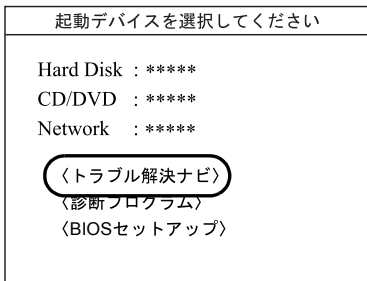 起動デバイスを選択してください
Hard Disk : *****
CD/DVD : *****
Network : *****
〈トラブル解決ナビ〉
〈診断プログラム〉
〈BIOSセットアップ〉